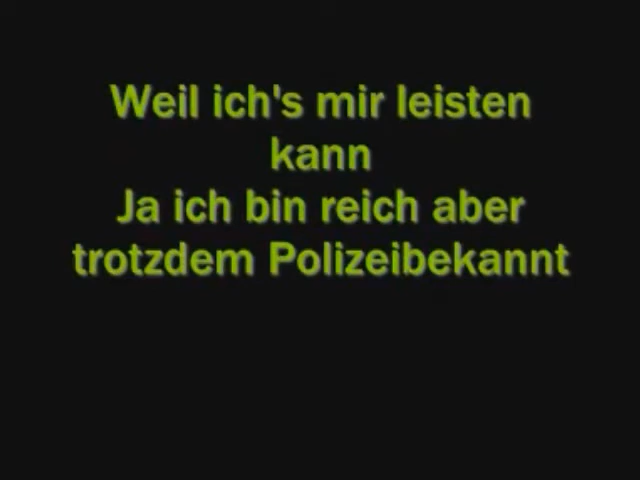 Weil ich's mir leisten
kann
Ja ich bin reich aber
trotzdem Polizeibekannt